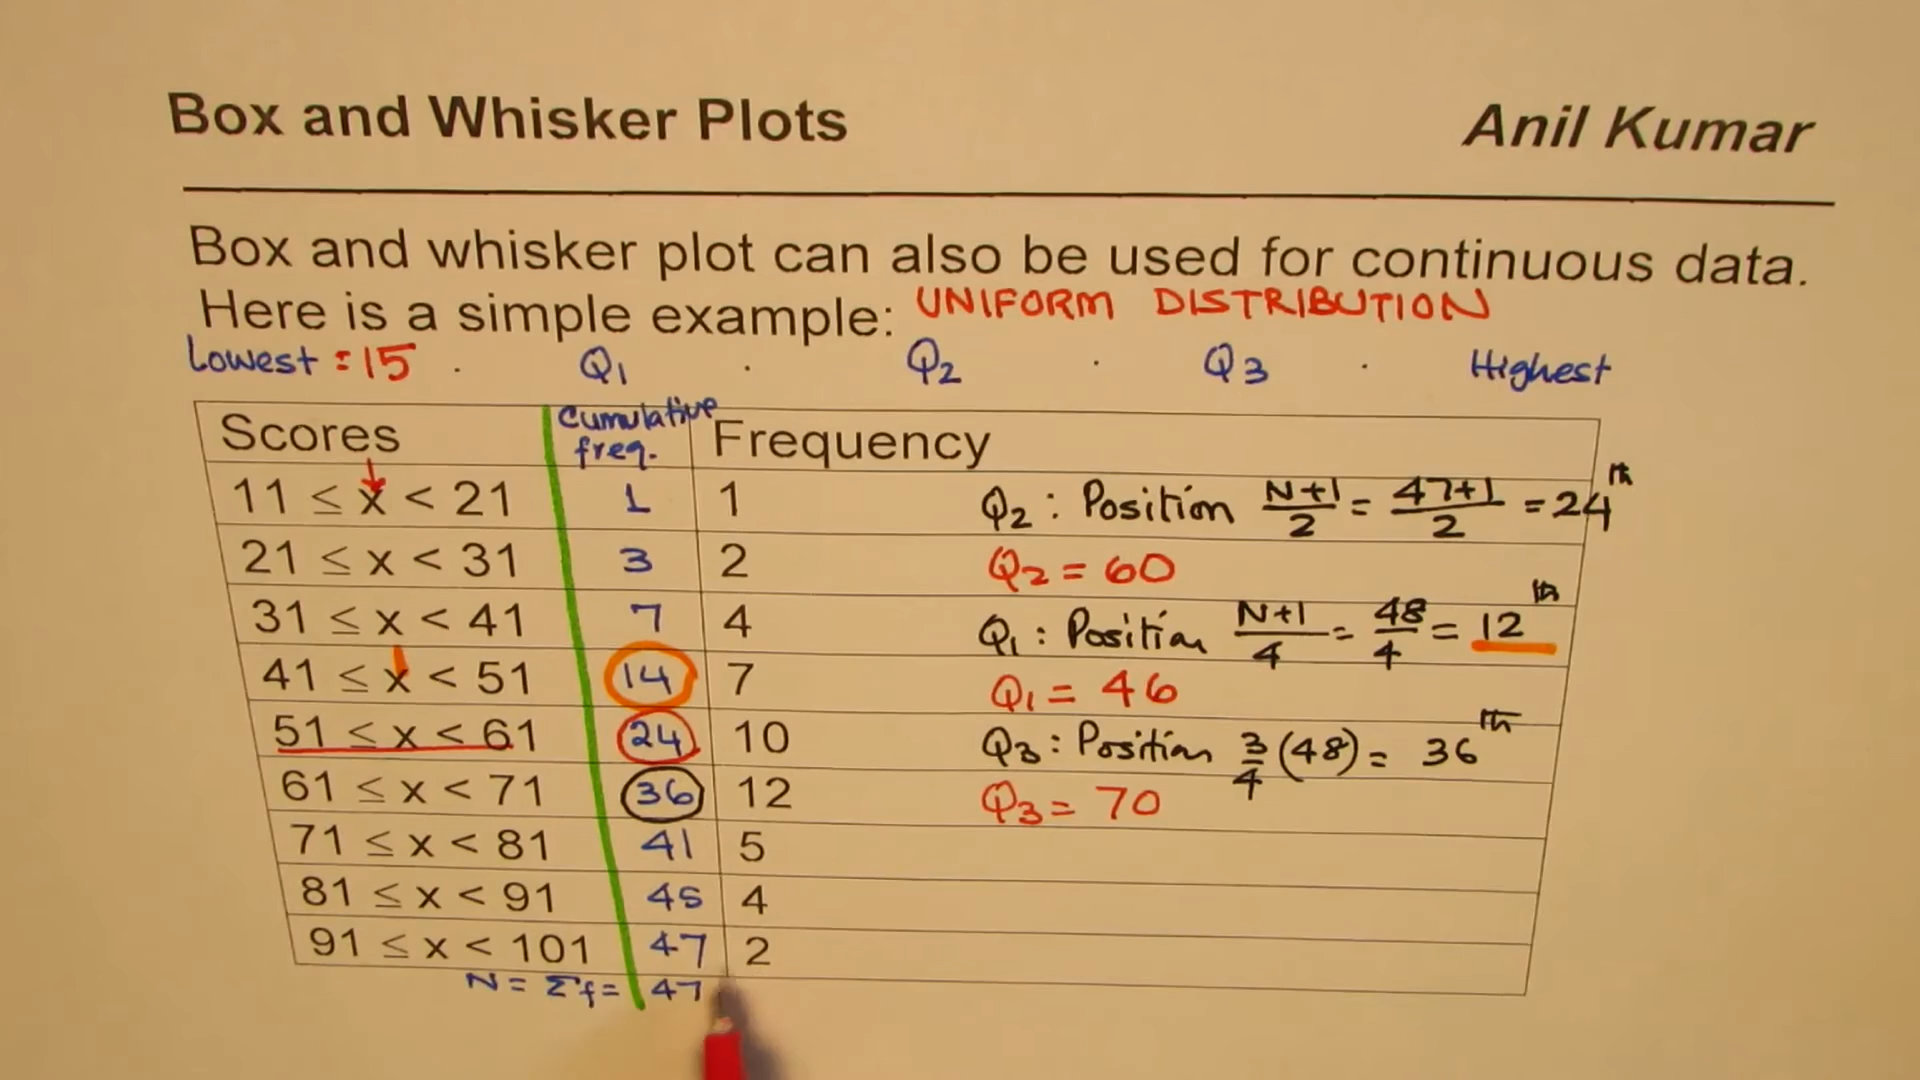 Box and Whisker Plots Anil Kumar
Box and whisker plot can also be used for continuous data.
Here is a simple example: UNIFORM DISTRIBUTION
Lowest = 15 . Q1 . Q2 . Q3 . Highest
Scores Cumulative freq. Frequency
11 ≤ x < 21 1 1 Q2 : Position N+1/2 = 47+1/2 = 24th
21 ≤ x < 31 3 2 Q2 = 60
31 ≤ x < 41 7 4 Q1 : Position N+1/4 = 48/4 = 12th
41 ≤ x < 51 14 7 Q1 = 46
51 ≤ x < 61 24 10 Q3 : Position 3/4 (48) = 36th
61 ≤ x < 71 36 12 Q3 = 70
71 ≤ x < 81 41 5
81 ≤ x < 91 45 4
91 ≤ x < 101 47 2
N = Σf = 47